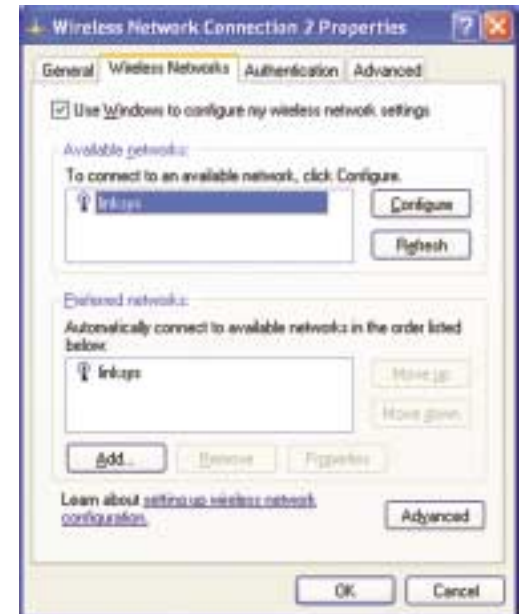 Wireless Network Connection 2 Properties
General Wireless Networks Authentication Advanced
Use Windows to configure my wireless network settings
Available networks:
To connect to an available network, click Configure.
linksys
Configure
Refresh
Preferred networks:
Automatically connect to available networks in the order listed
below:
linksys
Move up
Move down
Add...
Remove
Properties
Learn about setting up wireless network
configuration.
Advanced
OK
Cancel